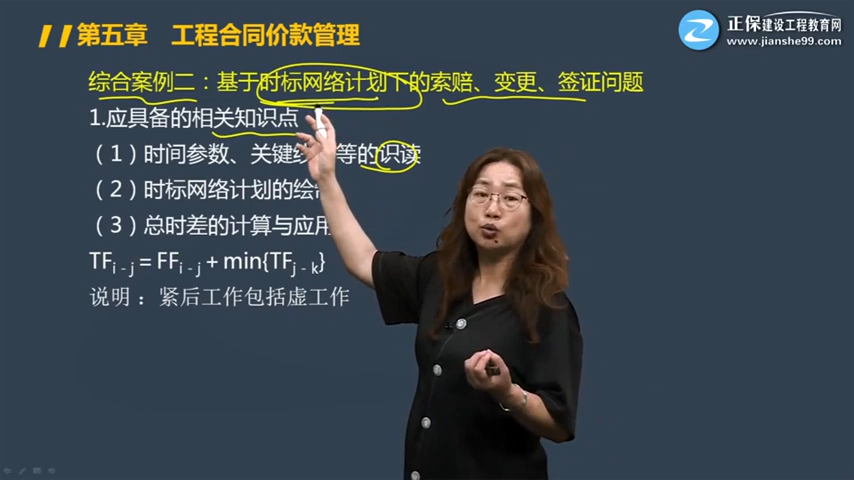 正保建设工程教育网
www.jianshe99.com
第五章 工程合同价款管理
综合案例二：基于时标网络计划下的索赔、变更、签证问题
1.应具备的相关知识点
（1）时间参数、关键线 等的识读
（2）时标网络计划的绘
（3）总时差的计算与应用
TFi - j = FFi - j + min{TFj - k}
说明：紧后工作包括虚工作